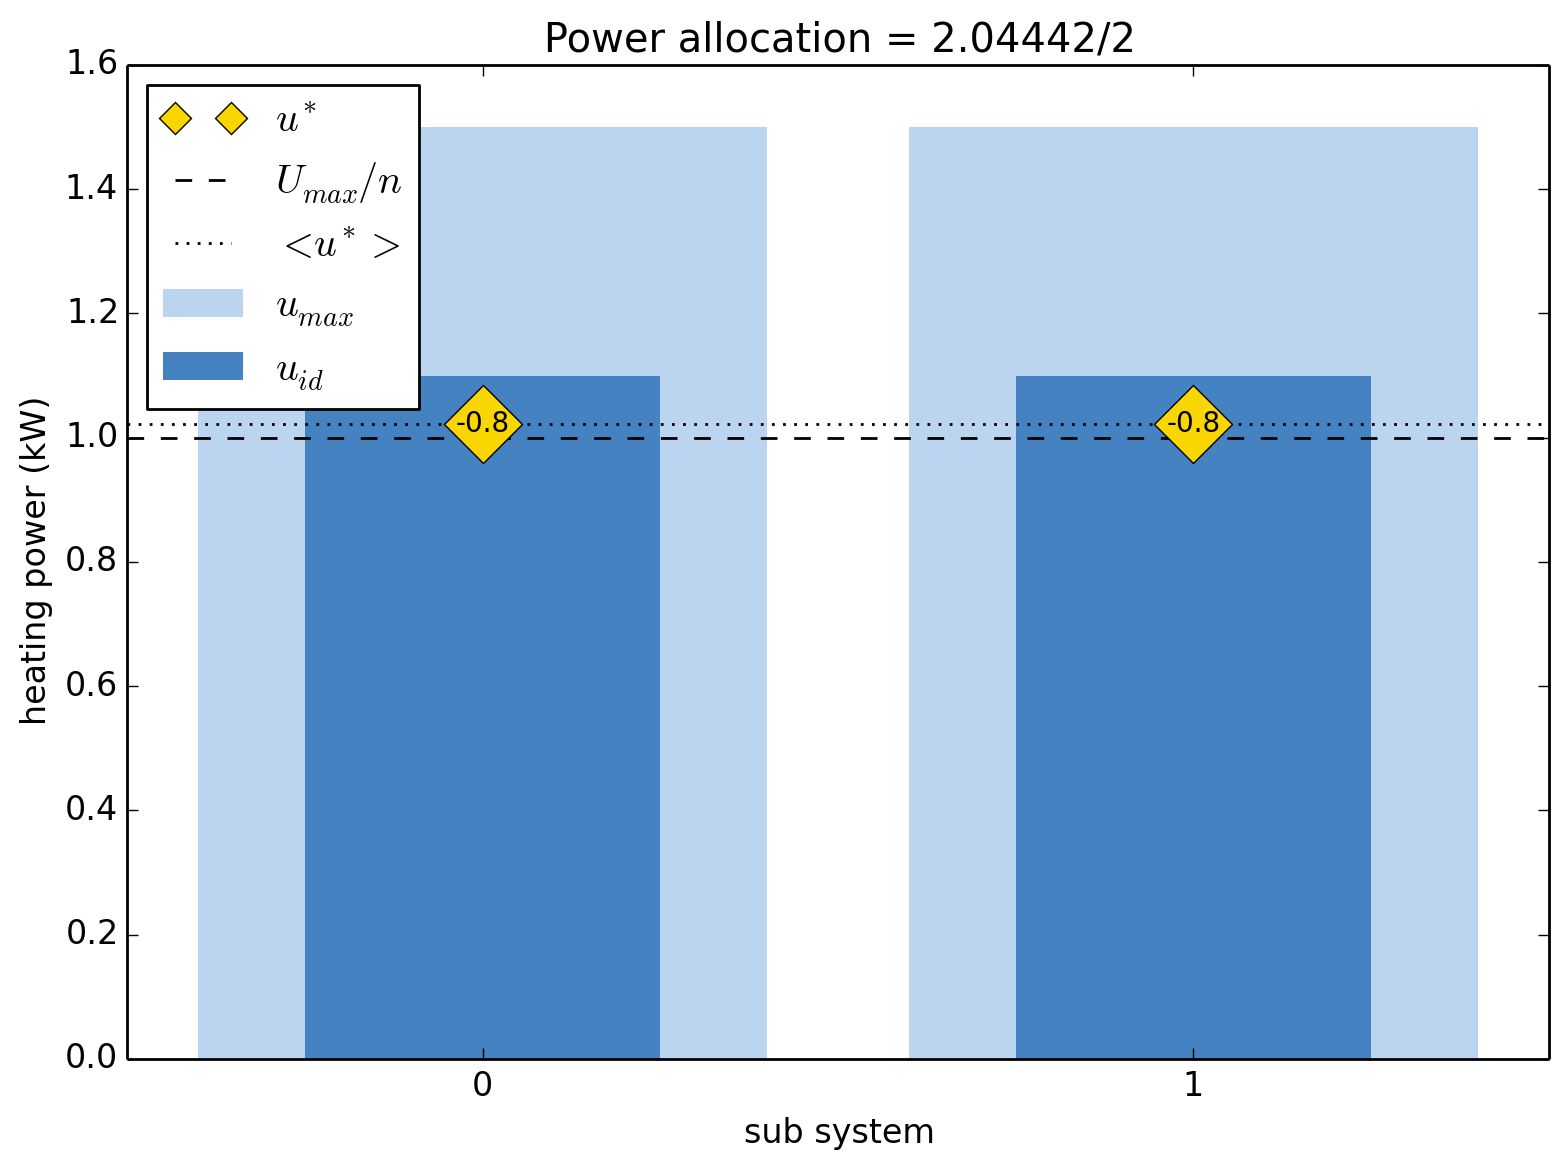 Power allocation = 2.04442/2
1.6
1.4
1.2
1.0
0.8
0.6
0.4
0.2
0.0
heating power (kW)
u*
U_max/n
<u*>
u_max
u_id
-0.8
-0.8
0
1
sub system